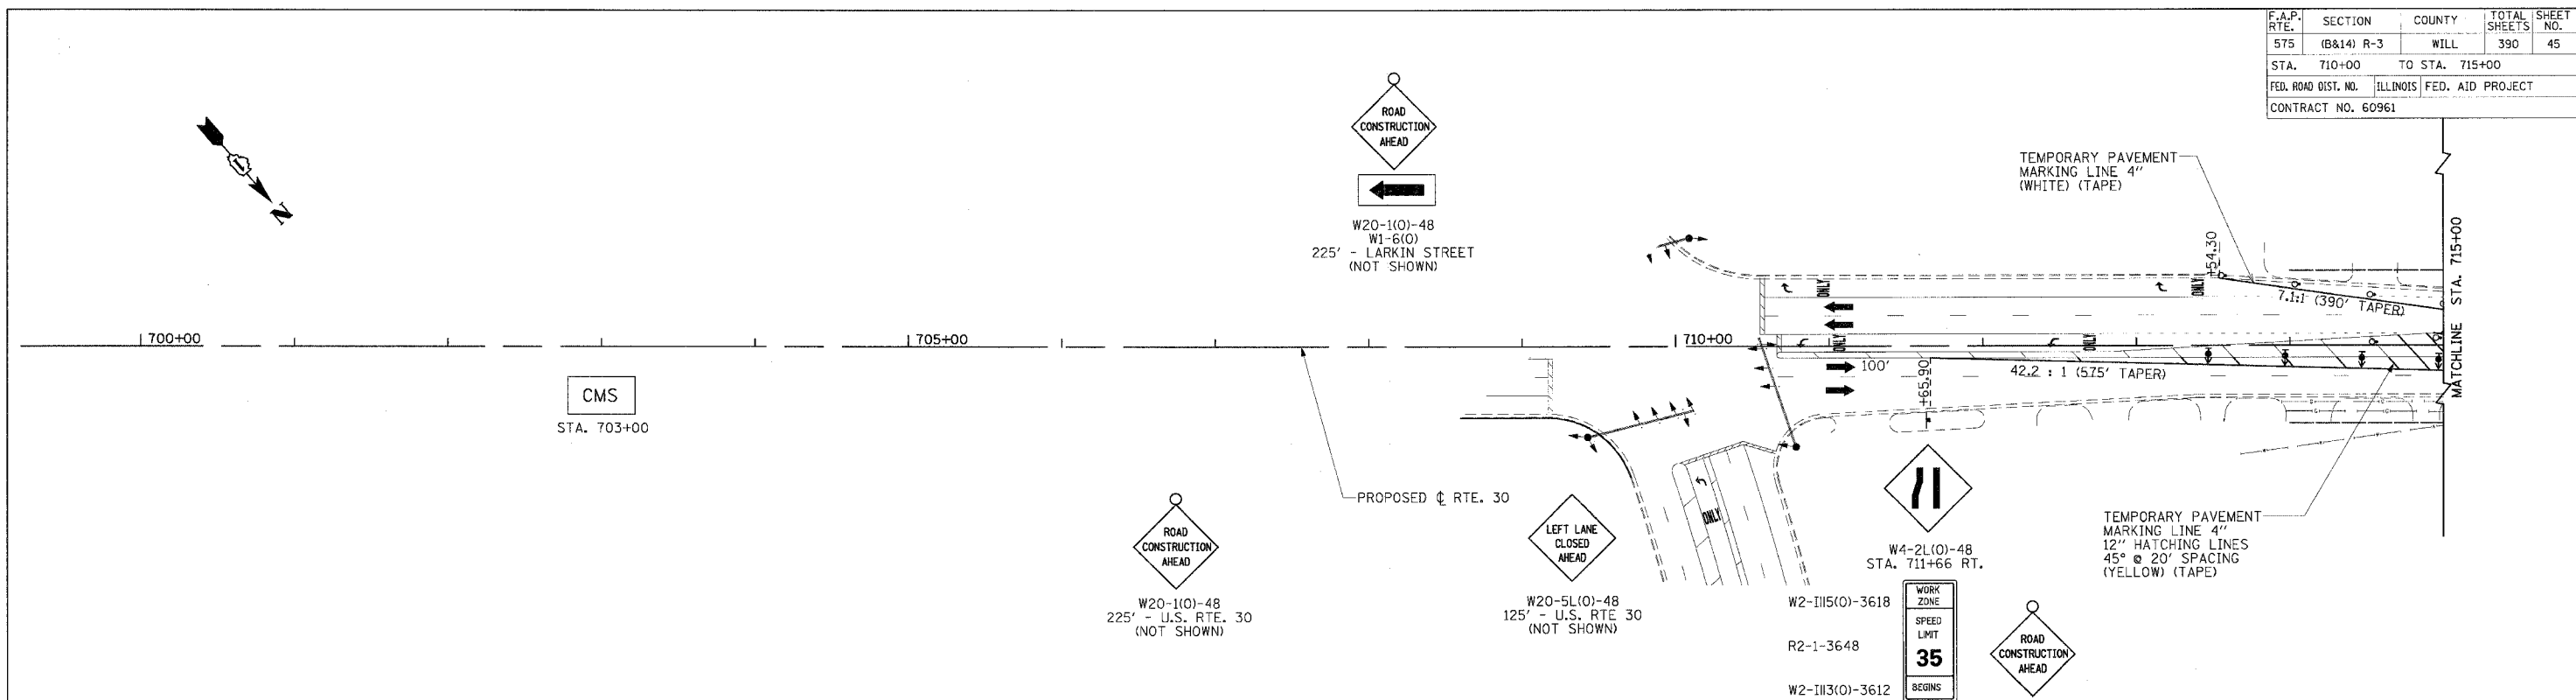 F.A.P. RTE. SECTION COUNTY TOTAL SHEETS SHEET NO.
575 (B&14) R-3 WILL 390 45
STA. 710+00 TO STA. 715+00
FED. ROAD DIST. NO. ILLINOIS FED. AID PROJECT
CONTRACT NO. 60961
N
ROAD
CONSTRUCTION
AHEAD
W20-1(O)-48
W1-6(O)
225' - LARKIN STREET
(NOT SHOWN)
TEMPORARY PAVEMENT
MARKING LINE 4"
(WHITE) (TAPE)
+54.30
ONLY
ONLY
7.1:1 (390' TAPER)
MATCHLINE STA. 715+00
700+00
705+00
710+00
ONLY
ONLY
100'
+65.90
42.2 : 1 (575' TAPER)
CMS
STA. 703+00
PROPOSED ℄ RTE. 30
ONLY
ROAD
CONSTRUCTION
AHEAD
W20-1(O)-48
225' - U.S. RTE. 30
(NOT SHOWN)
LEFT LANE
CLOSED
AHEAD
W20-5L(O)-48
125' - U.S. RTE 30
(NOT SHOWN)
W4-2L(O)-48
STA. 711+66 RT.
TEMPORARY PAVEMENT
MARKING LINE 4"
12" HATCHING LINES
45° @ 20' SPACING
(YELLOW) (TAPE)
W2-I115(O)-3618
R2-1-3648
W2-I113(O)-3612
WORK
ZONE
SPEED
LIMIT
35
BEGINS
ROAD
CONSTRUCTION
AHEAD